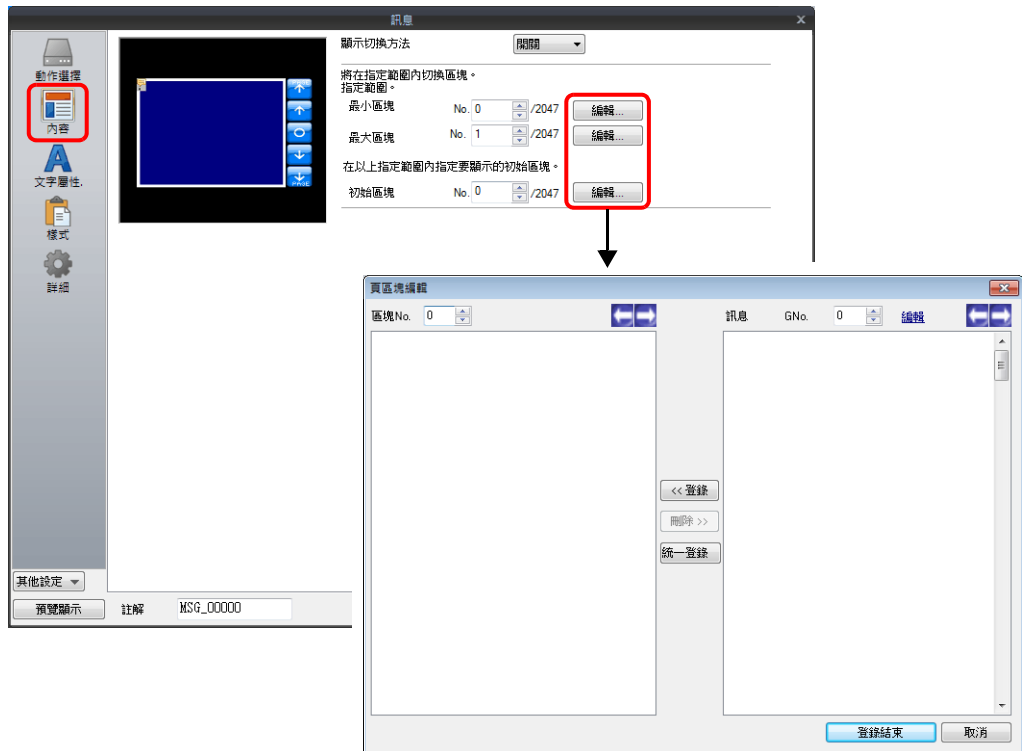 訊息
x
動作選擇
內容
文字屬性.
樣式
詳細
其他設定
預覽顯示
PAGE
顯示切換方法 開關
將在指定範圍內切換區塊。
指定範圍。
最小區塊 No. 0 /2047 編輯...
最大區塊 No. 1 /2047 編輯...
在以上指定範圍內指定要顯示的初始區塊。
初始區塊 No. 0 /2047 編輯...
註解 MSG_00000
頁區塊編輯
區塊No. 0
訊息 GNo. 0 編輯
<< 登錄
刪除 >>
統一登錄
登錄結束 取消